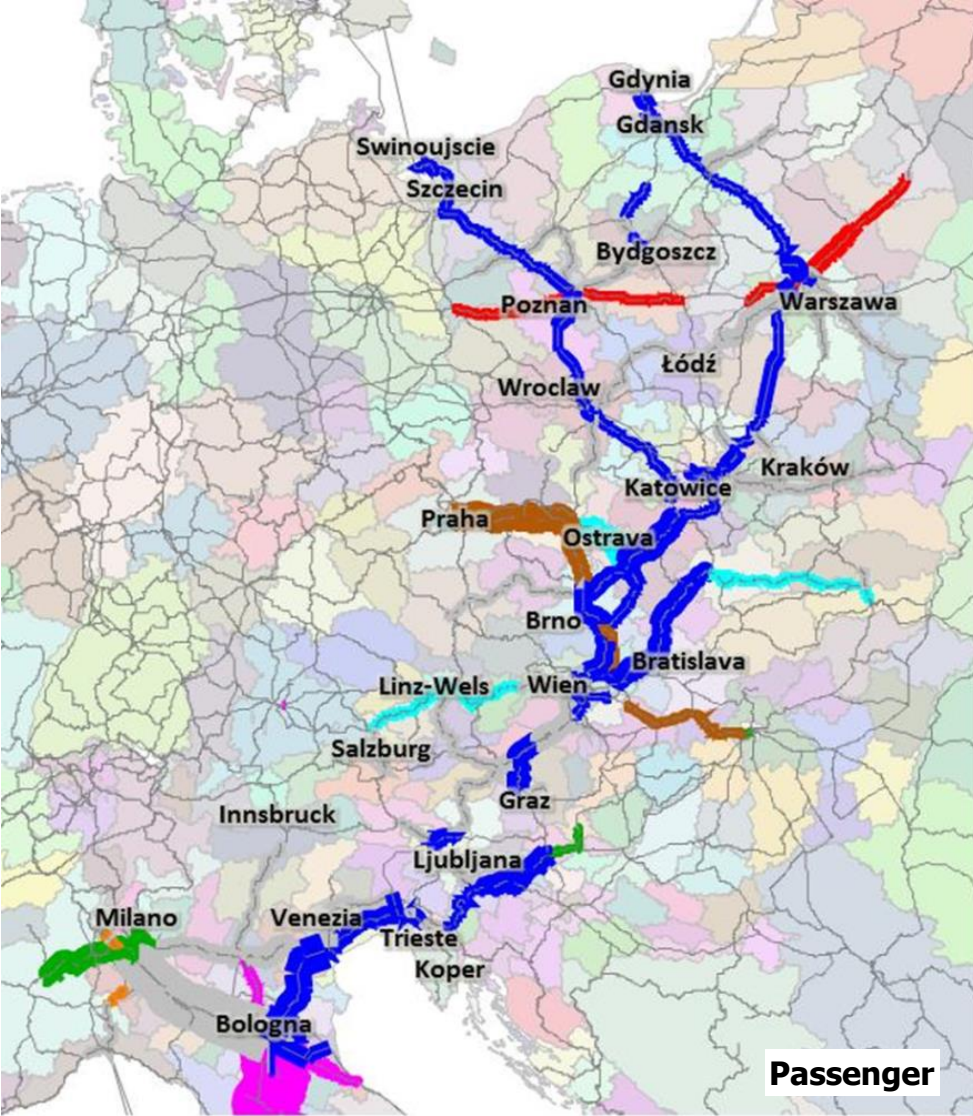 Gdynia
Gdansk
Swinoujscie
Szczecin
Bydgoszcz
Poznan
Warszawa
Łódź
Wroclaw
Kraków
Katowice
Praha
Ostrava
Brno
Bratislava
Linz-Wels
Wien
Salzburg
Graz
Innsbruck
Ljubljana
Milano
Venezia
Trieste
Koper
Bologna
Passenger